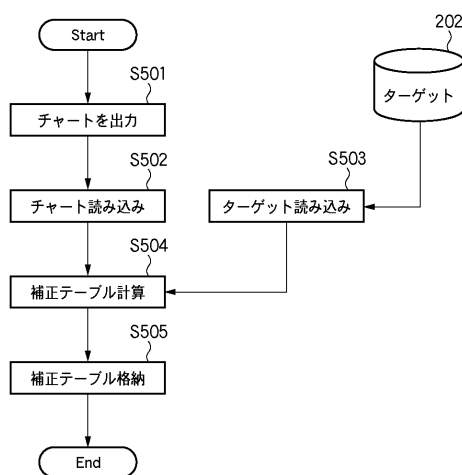 Start
202
S501
ターゲット
チャートを出力
S502
S503
チャート読み込み
ターゲット読み込み
S504
補正テーブル計算
S505
補正テーブル格納
End